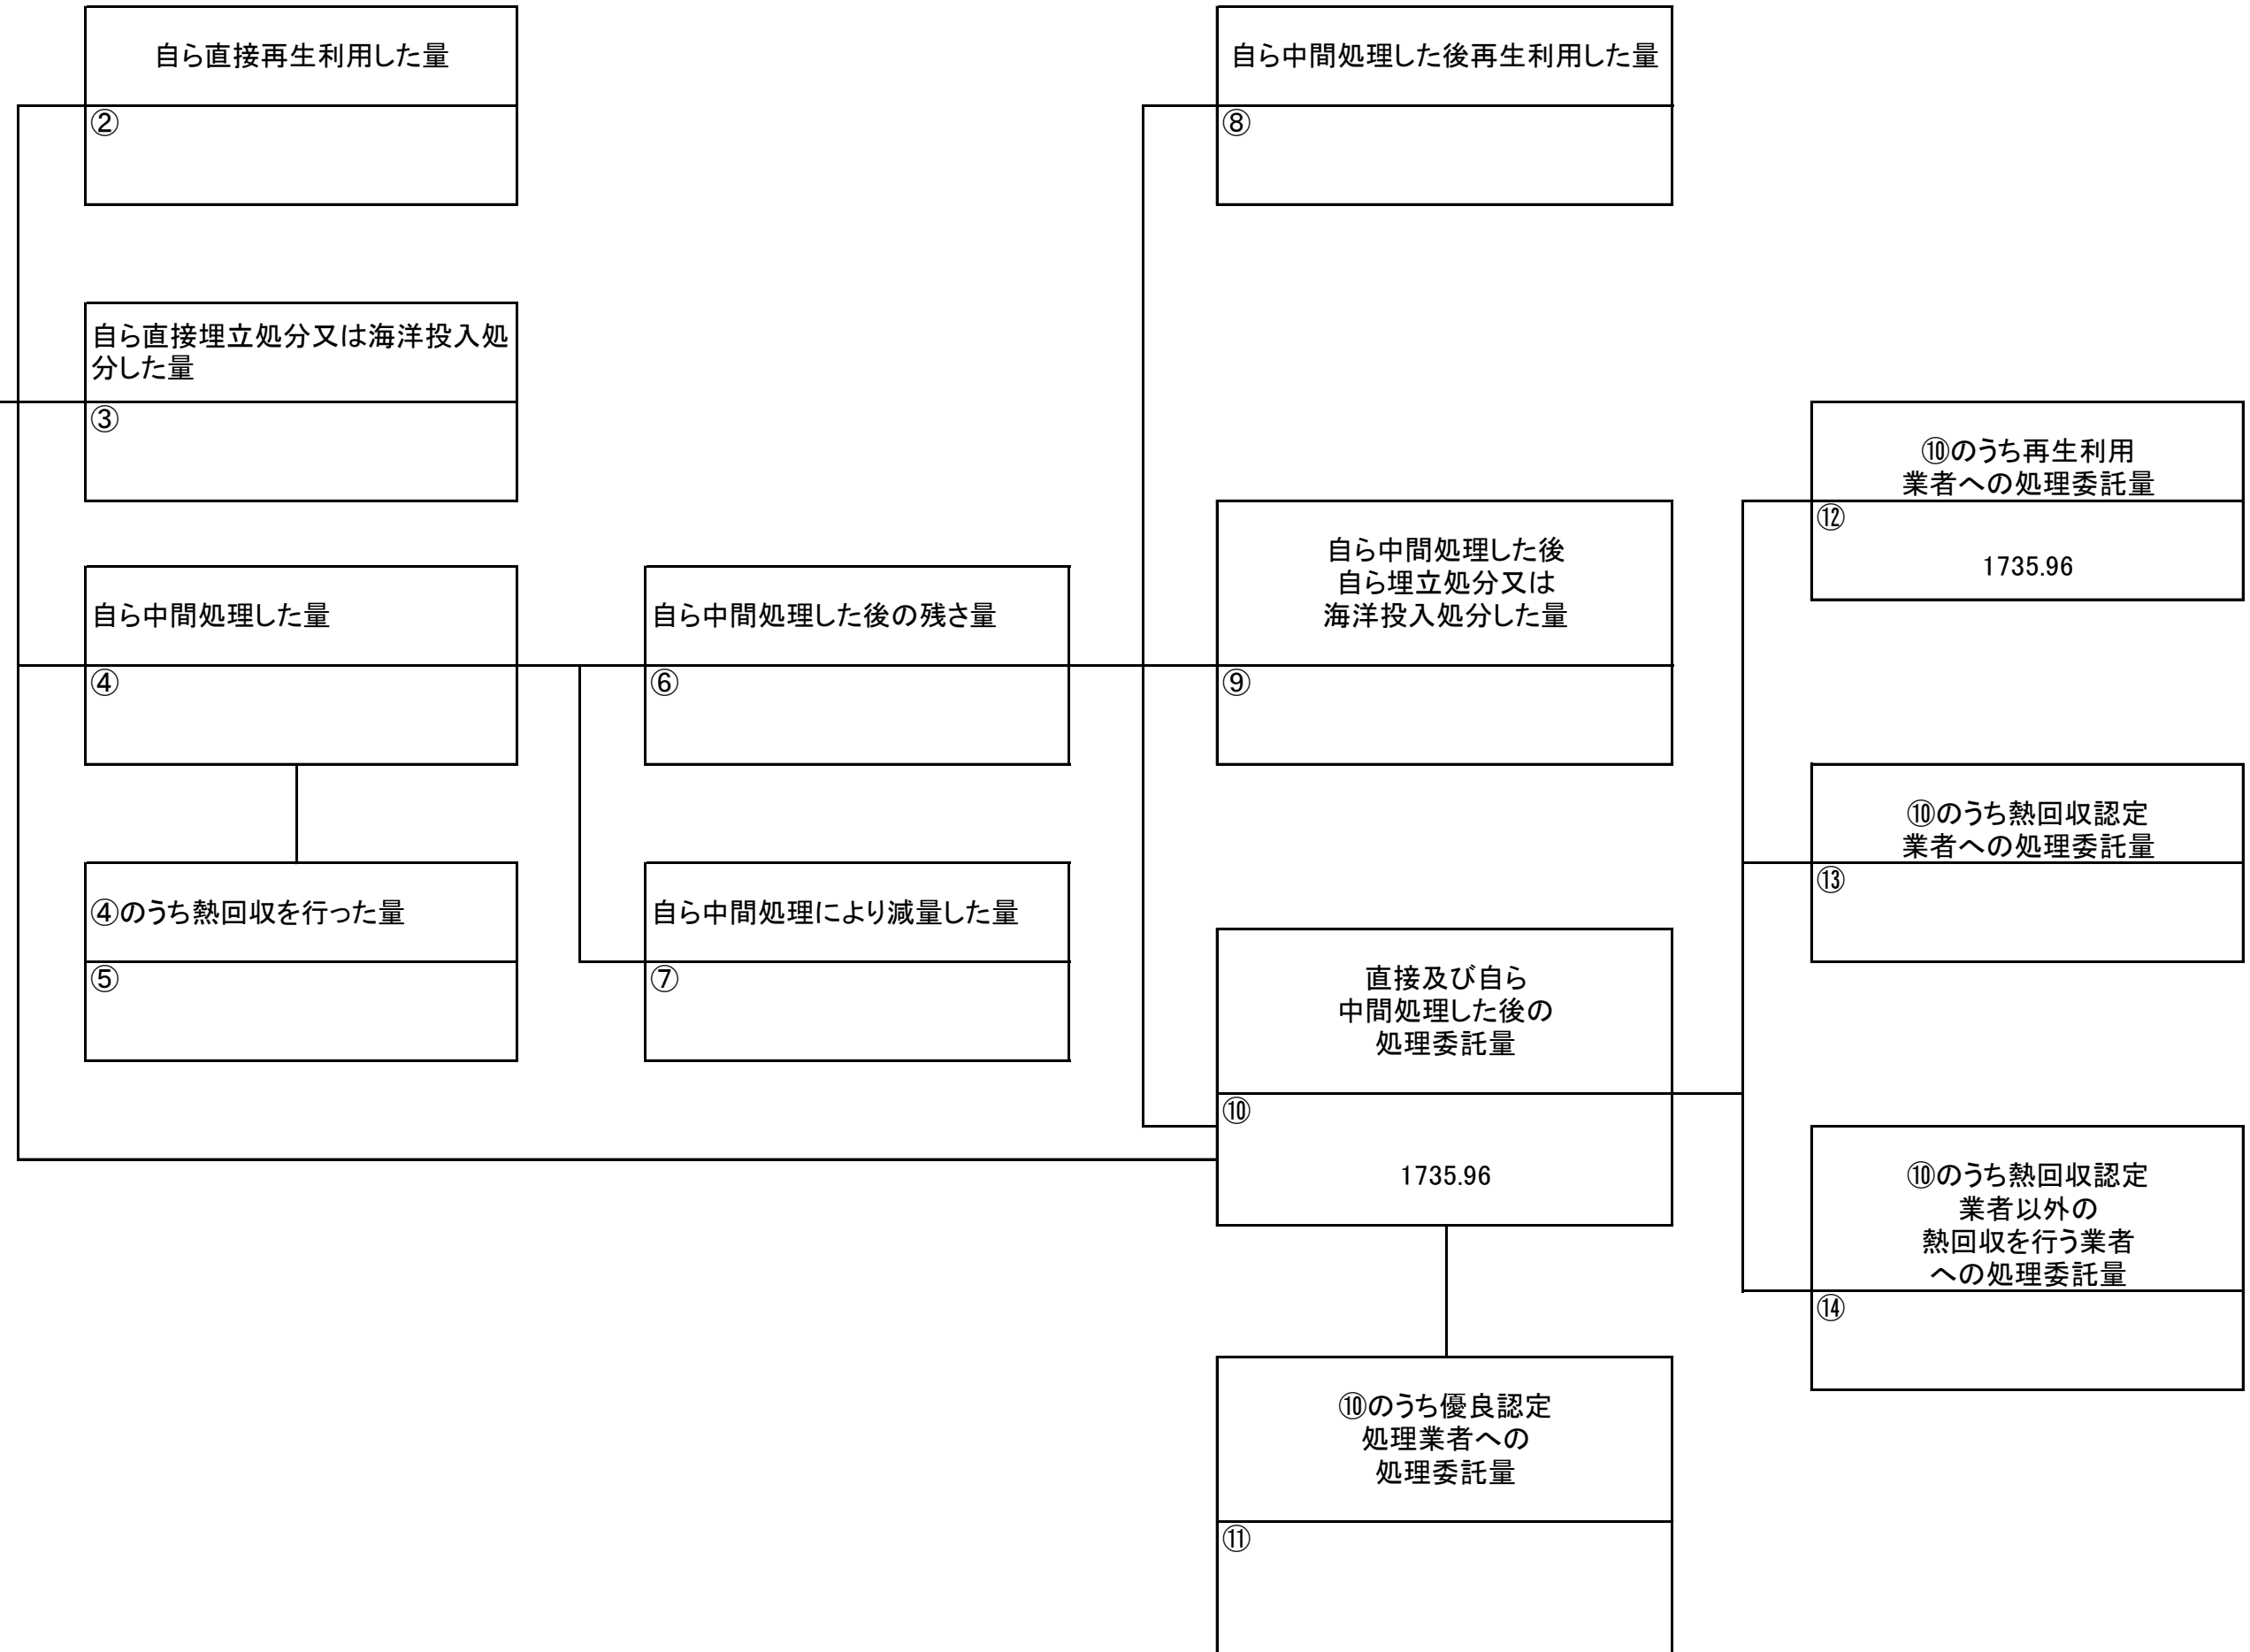 自ら直接再生利用した量
②
自ら直接埋立処分又は海洋投入処
分した量
③
自ら中間処理した量
④
④のうち熱回収を行った量
⑤
自ら中間処理した後の残さ量
⑥
自ら中間処理により減量した量
⑦
自ら中間処理した後再生利用した量
⑧
自ら中間処理した後
自ら埋立処分又は
海洋投入処分した量
⑨
直接及び自ら
中間処理した後の
処理委託量
⑩
1735.96
⑩のうち優良認定
処理業者への
処理委託量
⑪
⑩のうち再生利用
業者への処理委託量
⑫
1735.96
⑩のうち熱回収認定
業者への処理委託量
⑬
⑩のうち熱回収認定
業者以外の
熱回収を行う業者
への処理委託量
⑭